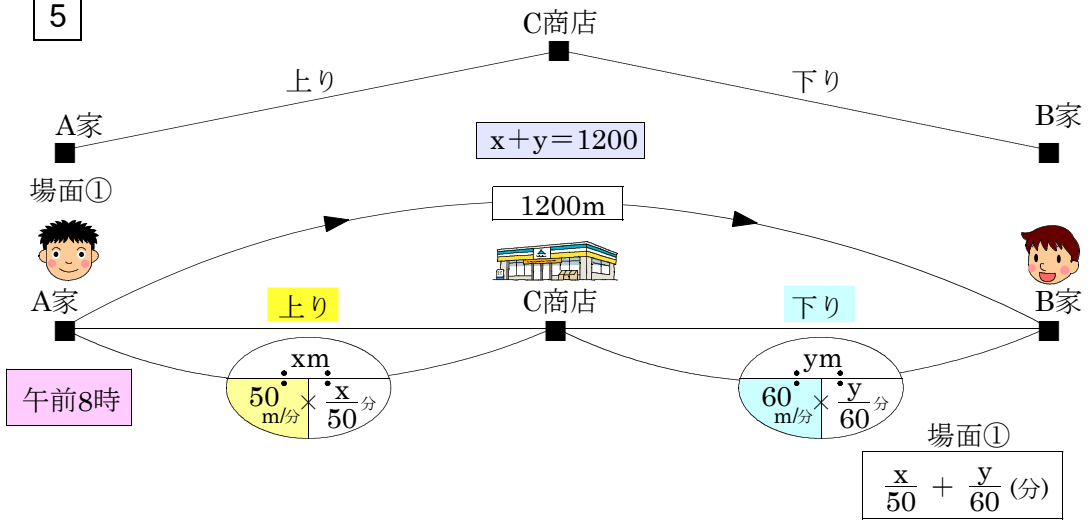 5
C商店
上り
下り
A家
B家
x＋y＝1200
場面①
1200m
A家
上り
C商店
下り
B家
午前8時
xm
50 m/分 × x/50 分
ym
60 m/分 × y/60 分
場面①
x/50 ＋ y/60 (分)